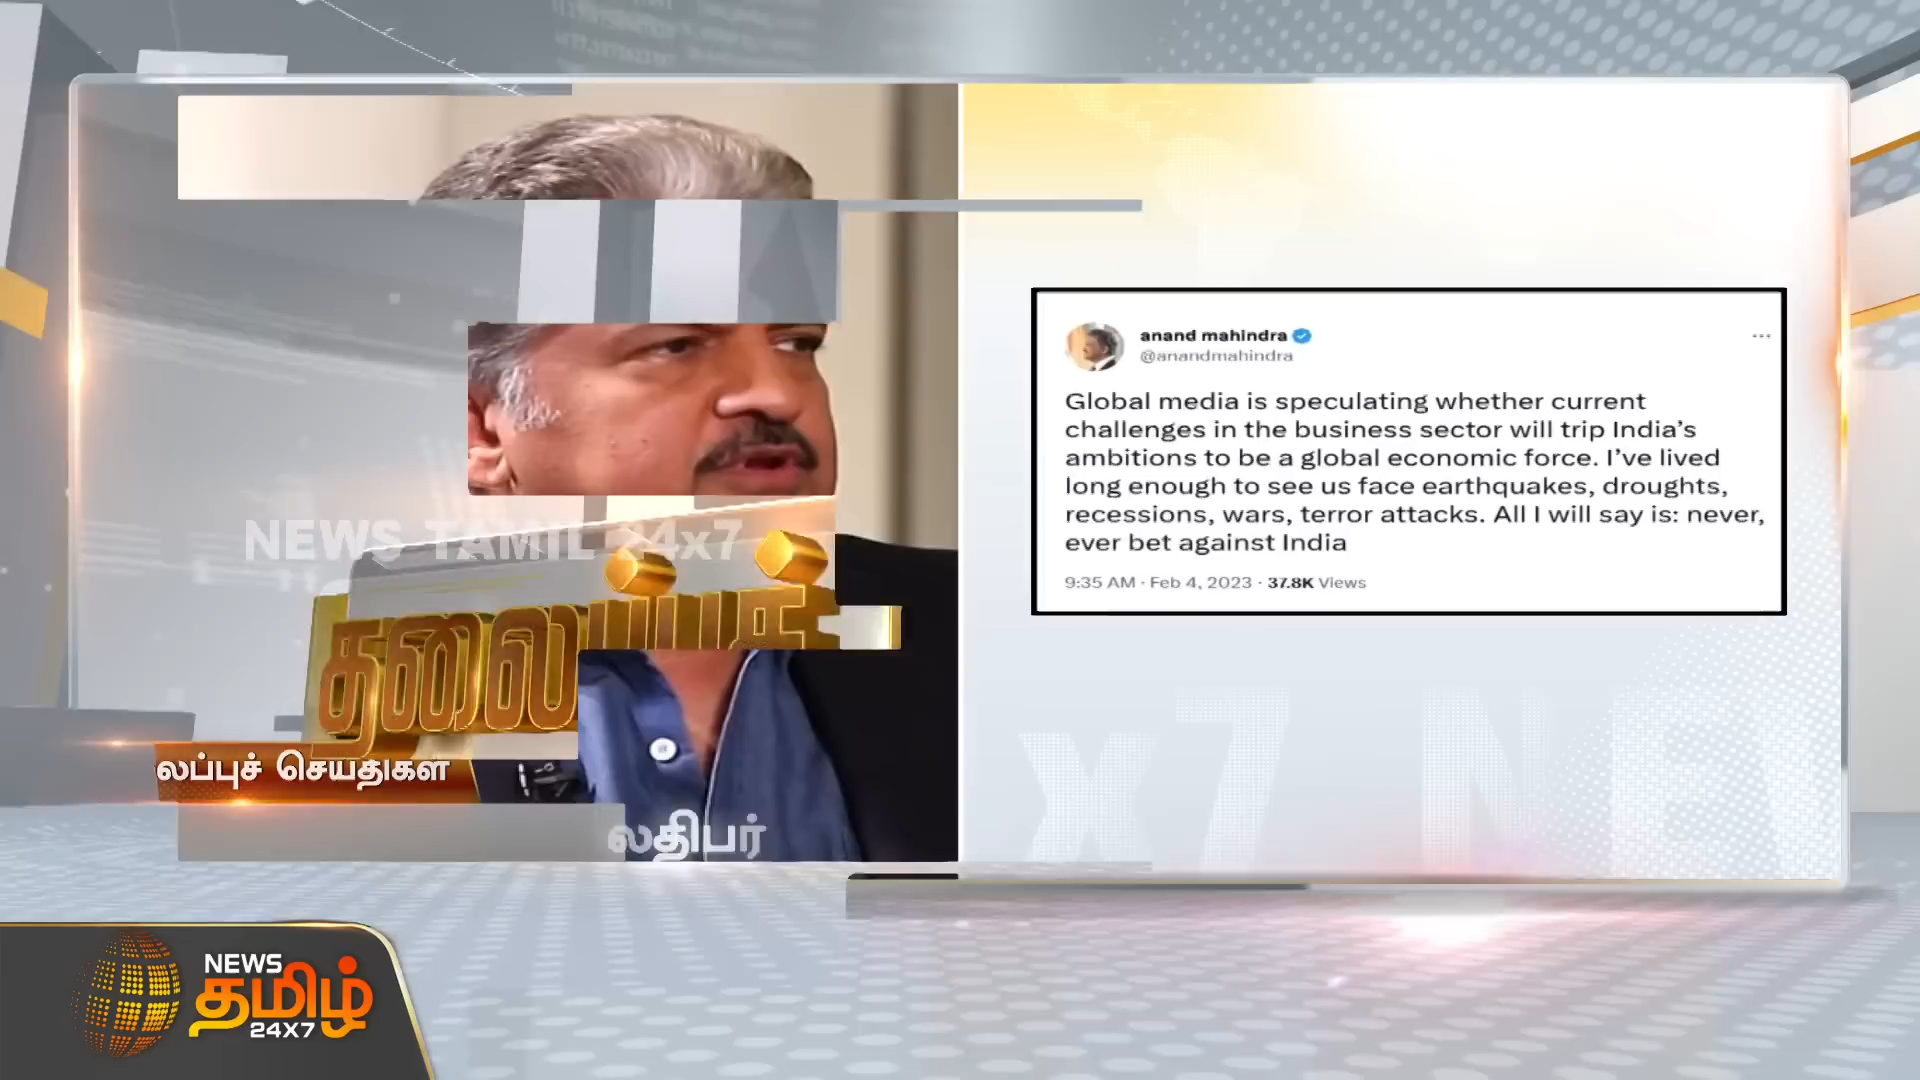 NEWS TAMIL 24x7
anand mahindra
@anandmahindra
Global media is speculating whether current
challenges in the business sector will trip India's
ambitions to be a global economic force. I've lived
long enough to see us face earthquakes, droughts,
recessions, wars, terror attacks. All I will say is: never,
ever bet against India
9:35 AM · Feb 4, 2023 · 37.8K Views
x7 NE
NEWS
தமிழ்
24X7